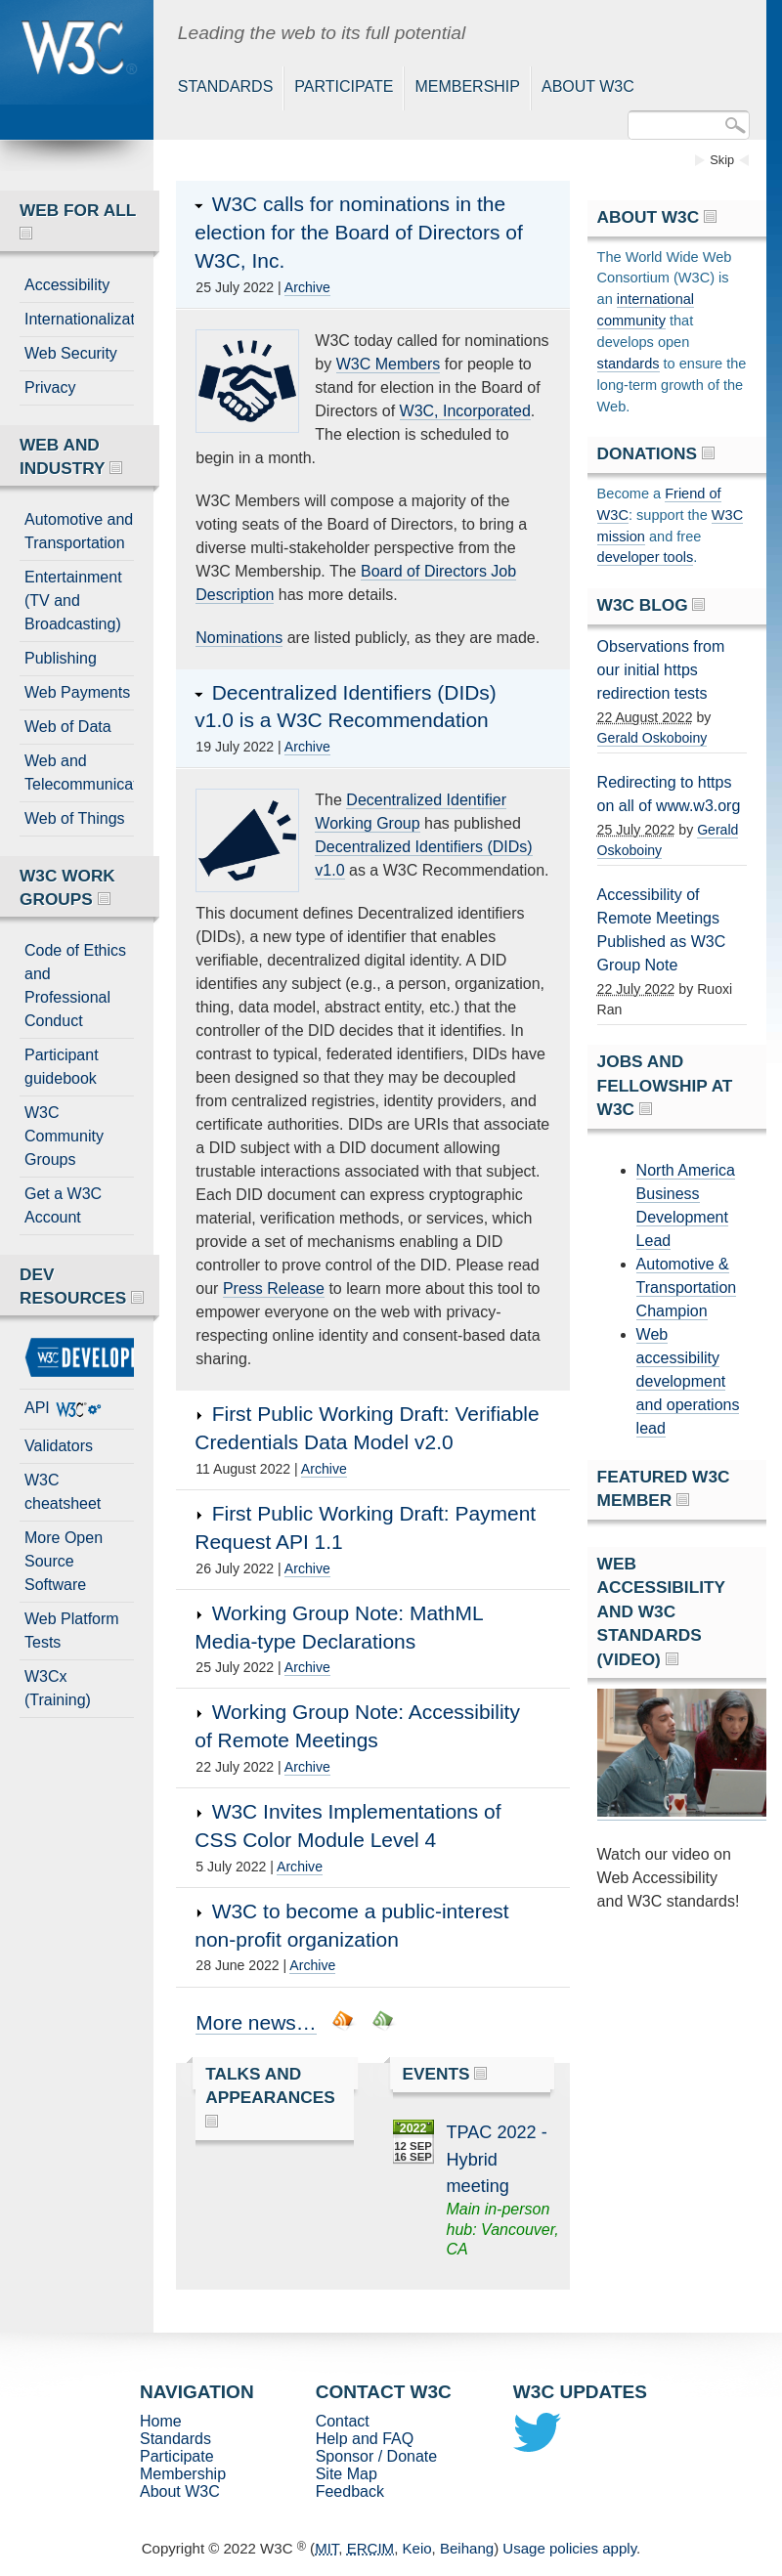 W3C
Leading the web to its full potential
STANDARDS
PARTICIPATE
MEMBERSHIP
ABOUT W3C
Skip
WEB FOR ALL
Accessibility
Internationalizat
Web Security
Privacy
WEB AND
INDUSTRY
Automotive and
Transportation
Entertainment
(TV and
Broadcasting)
Publishing
Web Payments
Web of Data
Web and
Telecommunica
Web of Things
W3C WORK
GROUPS
Code of Ethics
and
Professional
Conduct
Participant
guidebook
W3C
Community
Groups
Get a W3C
Account
DEV
RESOURCES
W3C DEVELOP
API W3C
Validators
W3C
cheatsheet
More Open
Source
Software
Web Platform
Tests
W3Cx
(Training)
W3C calls for nominations in the
election for the Board of Directors of
W3C, Inc.
25 July 2022 | Archive
W3C today called for nominations
by W3C Members for people to
stand for election in the Board of
Directors of W3C, Incorporated.
The election is scheduled to
begin in a month.
W3C Members will compose a majority of the
voting seats of the Board of Directors, to bring a
diverse multi-stakeholder perspective from the
W3C Membership. The Board of Directors Job
Description has more details.
Nominations are listed publicly, as they are made.
Decentralized Identifiers (DIDs)
v1.0 is a W3C Recommendation
19 July 2022 | Archive
The Decentralized Identifier
Working Group has published
Decentralized Identifiers (DIDs)
v1.0 as a W3C Recommendation.
This document defines Decentralized identifiers
(DIDs), a new type of identifier that enables
verifiable, decentralized digital identity. A DID
identifies any subject (e.g., a person, organization,
thing, data model, abstract entity, etc.) that the
controller of the DID decides that it identifies. In
contrast to typical, federated identifiers, DIDs have
been designed so that they may be decoupled
from centralized registries, identity providers, and
certificate authorities. DIDs are URIs that associate
a DID subject with a DID document allowing
trustable interactions associated with that subject.
Each DID document can express cryptographic
material, verification methods, or services, which
provide a set of mechanisms enabling a DID
controller to prove control of the DID. Please read
our Press Release to learn more about this tool to
empower everyone on the web with privacy-
respecting online identity and consent-based data
sharing.
First Public Working Draft: Verifiable
Credentials Data Model v2.0
11 August 2022 | Archive
First Public Working Draft: Payment
Request API 1.1
26 July 2022 | Archive
Working Group Note: MathML
Media-type Declarations
25 July 2022 | Archive
Working Group Note: Accessibility
of Remote Meetings
22 July 2022 | Archive
W3C Invites Implementations of
CSS Color Module Level 4
5 July 2022 | Archive
W3C to become a public-interest
non-profit organization
28 June 2022 | Archive
More news…
TALKS AND
APPEARANCES
EVENTS
2022
12 SEP
16 SEP
TPAC 2022 -
Hybrid
meeting
Main in-person
hub: Vancouver,
CA
ABOUT W3C
The World Wide Web
Consortium (W3C) is
an international
community that
develops open
standards to ensure the
long-term growth of the
Web.
DONATIONS
Become a Friend of
W3C: support the W3C
mission and free
developer tools.
W3C BLOG
Observations from
our initial https
redirection tests
22 August 2022 by
Gerald Oskoboiny
Redirecting to https
on all of www.w3.org
25 July 2022 by Gerald
Oskoboiny
Accessibility of
Remote Meetings
Published as W3C
Group Note
22 July 2022 by Ruoxi
Ran
JOBS AND
FELLOWSHIP AT
W3C
North America
Business
Development
Lead
Automotive &
Transportation
Champion
Web
accessibility
development
and operations
lead
FEATURED W3C
MEMBER
WEB
ACCESSIBILITY
AND W3C
STANDARDS
(VIDEO)
Watch our video on
Web Accessibility
and W3C standards!
NAVIGATION
Home
Standards
Participate
Membership
About W3C
CONTACT W3C
Contact
Help and FAQ
Sponsor / Donate
Site Map
Feedback
W3C UPDATES
Copyright © 2022 W3C ® (MIT, ERCIM, Keio, Beihang) Usage policies apply.